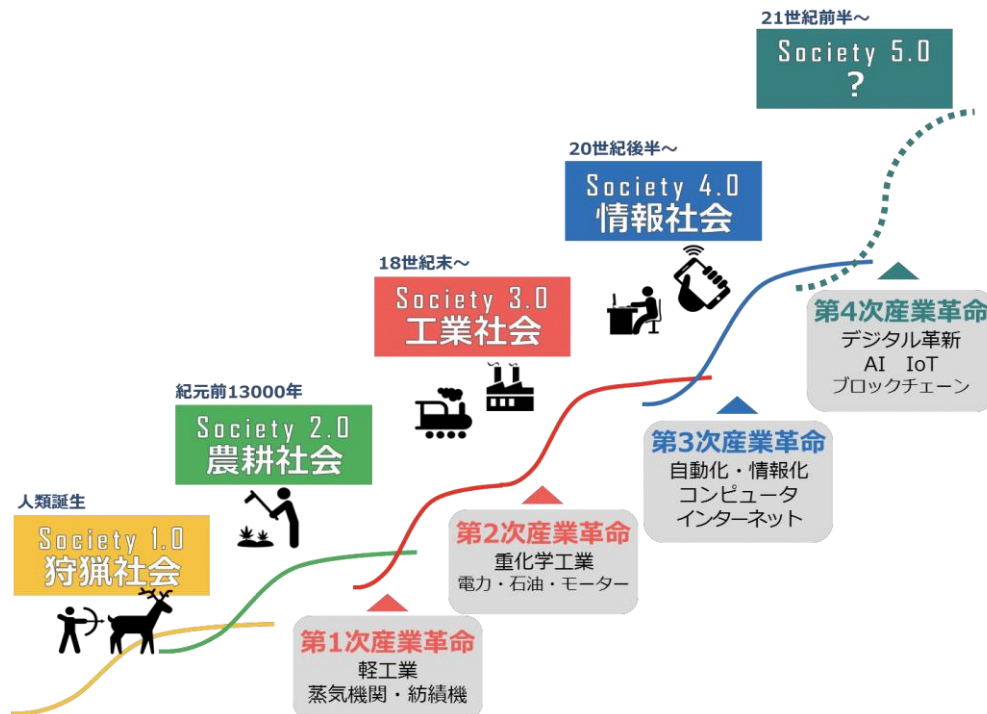 人類誕生
Society 1.0
狩猟社会
紀元前13000年
Society 2.0
農耕社会
18世紀末～
Society 3.0
工業社会
20世紀後半～
Society 4.0
情報社会
21世紀前半～
Society 5.0
?
第1次産業革命
軽工業
蒸気機関・紡績機
第2次産業革命
重化学工業
電力・石油・モーター
第3次産業革命
自動化・情報化
コンピュータ
インターネット
第4次産業革命
デジタル革新
AI IoT
ブロックチェーン